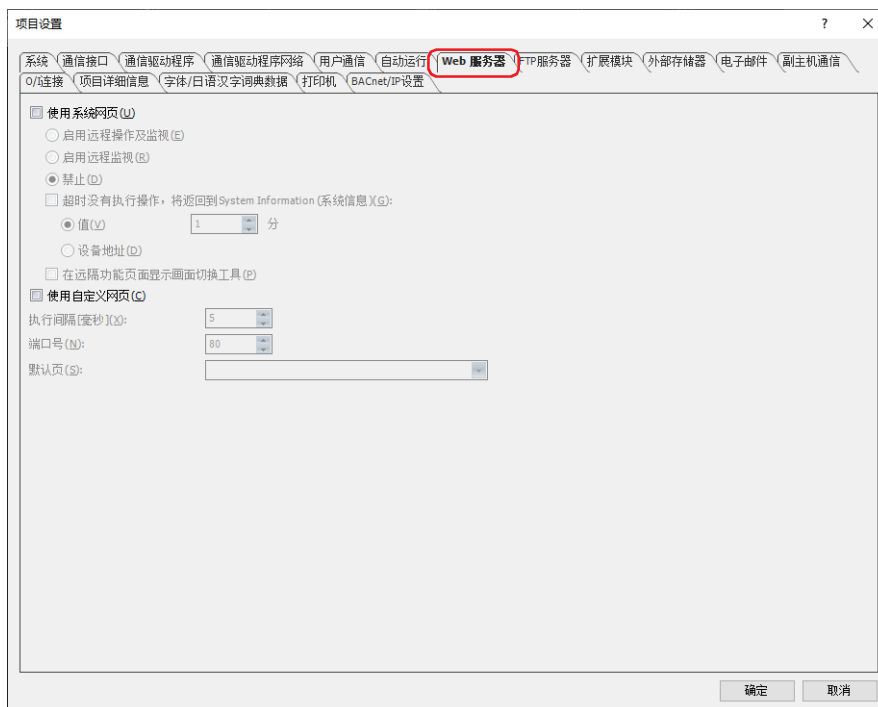 项目设置 ? ×
系统 通信接口 通信驱动程序 通信驱动程序网络 用户通信 自动运行 Web 服务器 FTP服务器 扩展模块 外部存储器 电子邮件 副主机通信
O/I连接 项目详细信息 字体/日语汉字词典数据 打印机 BACnet/IP设置
使用系统网页(U)
启用远程操作及监视(E)
启用远程监视(R)
禁止(D)
超时没有执行操作，将返回到System Information (系统信息)(G):
值(V) 1 分
设备地址(D)
在远隔功能页面显示画面切换工具(P)
使用自定义网页(C)
执行间隔[毫秒](X): 5
端口号(N): 80
默认页(S):
确定 取消